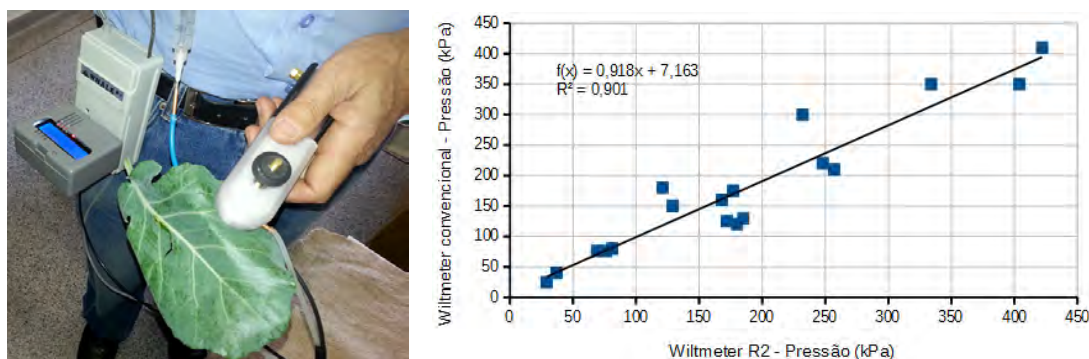 f(x) = 0,918x + 7,163
R² = 0,901
Wiltmeter convencional - Pressão (kPa)
450
400
350
300
250
200
150
100
50
0
0 50 100 150 200 250 300 350 400 450
Wiltmeter R2 - Pressão (kPa)